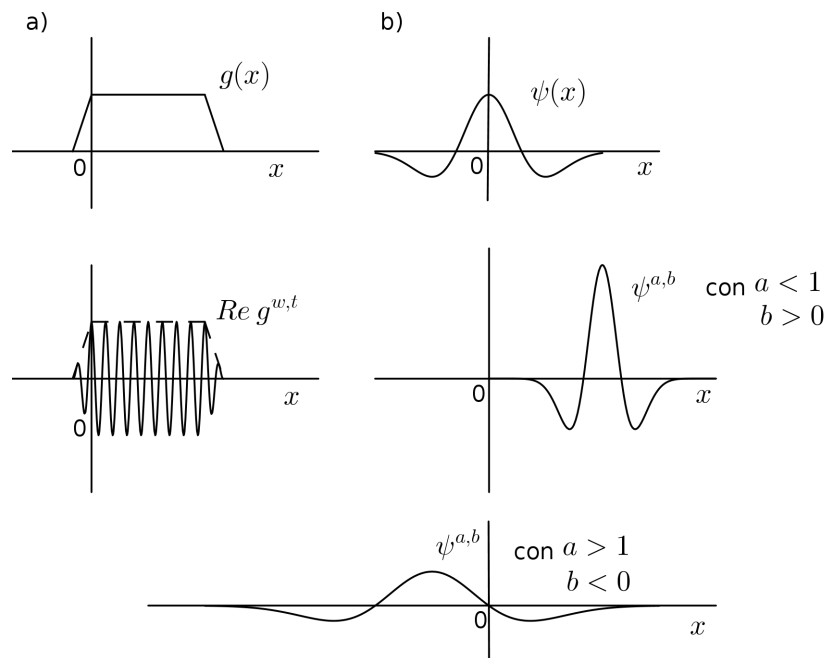 a)
g(x)
0
x
b)
ψ(x)
0
x
Re g^{w,t}
0
x
ψ^{a,b}
con a < 1
b > 0
0
x
ψ^{a,b}
con a > 1
b < 0
0
x